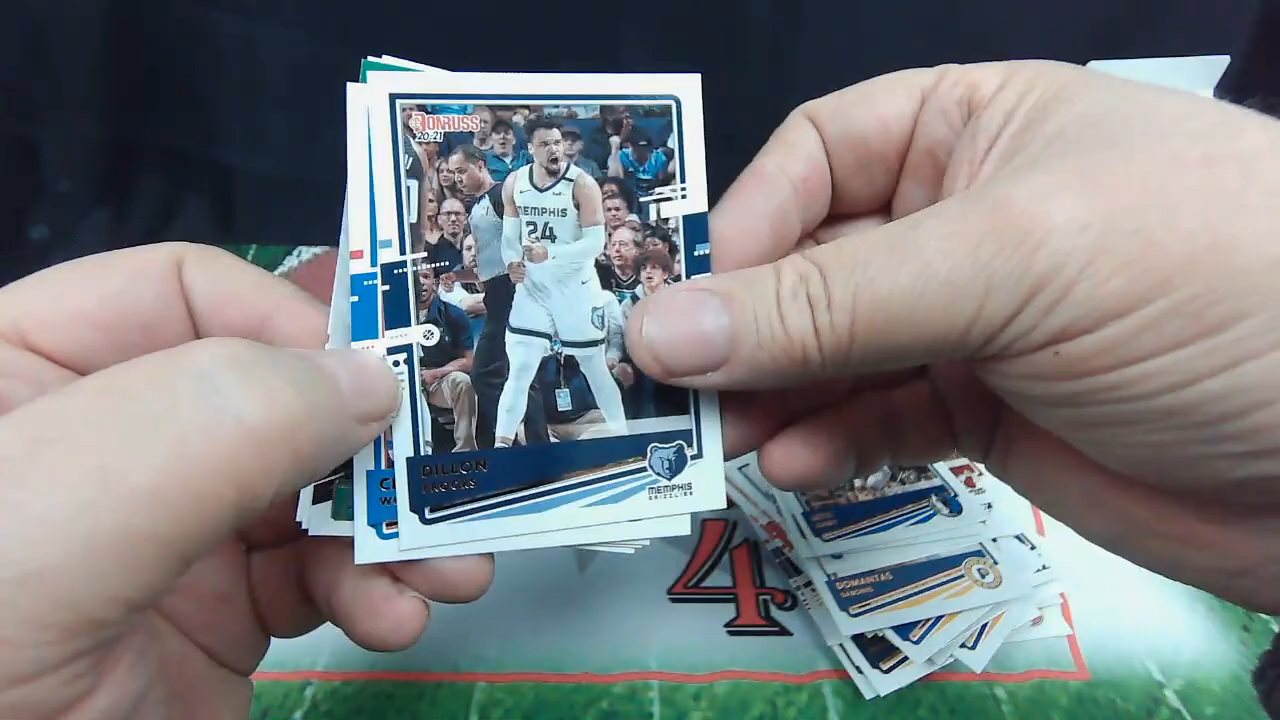 DONRUSS
20-21
MEMPHIS
24
DILLON
BROOKS
MEMPHIS
GRIZZLIES
4
DOMANTAS
SABONIS